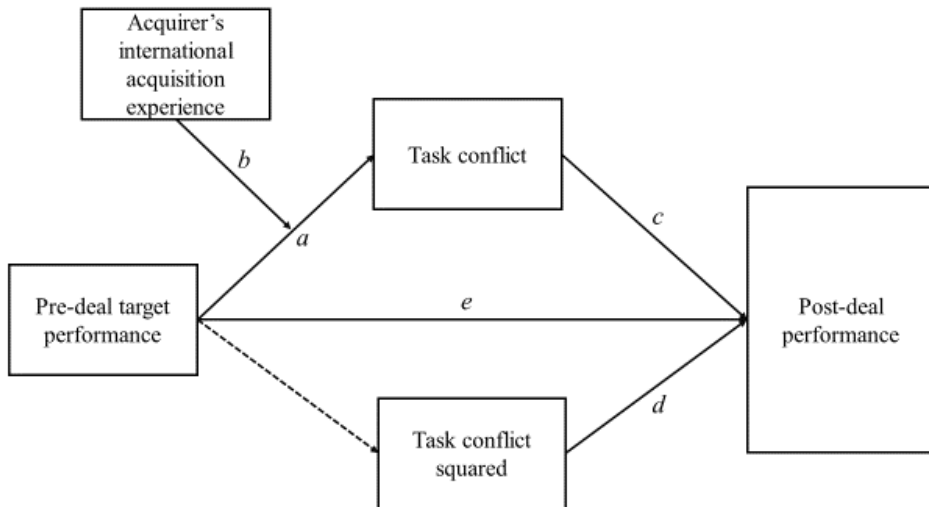 Acquirer’s
international
acquisition
experience
b
Task conflict
a
c
Pre-deal target
performance
e
Post-deal
performance
d
Task conflict
squared